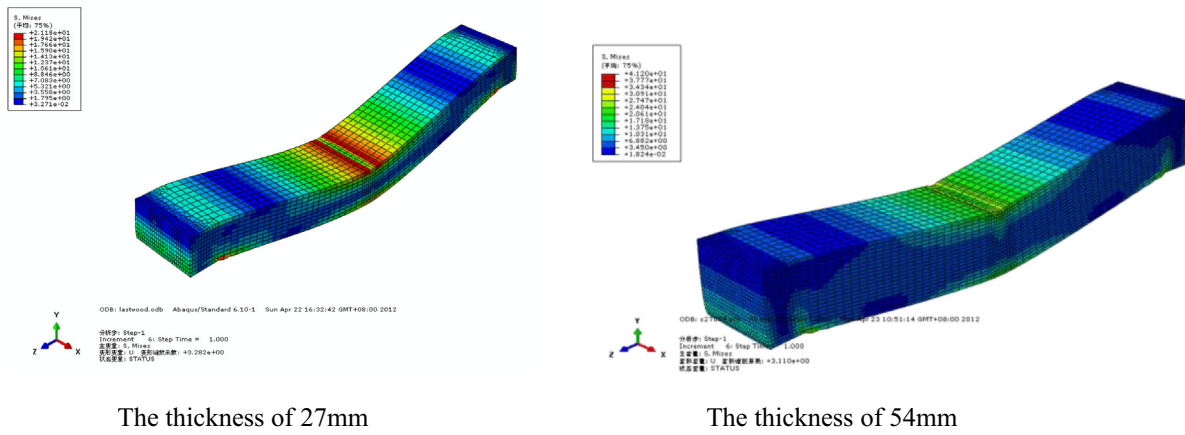 S, Mises
(平均: 75%)
+2.118e+01
+1.942e+01
+1.766e+01
+1.590e+01
+1.413e+01
+1.237e+01
+1.061e+01
+8.846e+00
+7.083e+00
+5.321e+00
+3.558e+00
+1.795e+00
+3.271e-02
ODB: lastwood.odb Abaqus/Standard 6.10-1 Sun Apr 22 16:32:42 GMT+08:00 2012
Y
Z
X
分析步: Step-1
Increment 6: Step Time = 1.000
主变量: S, Mises
变形变量: U 变形缩放系数: +3.282e+00
状态变量: STATUS
The thickness of 27mm
S, Mises
(平均: 75%)
+4.120e+01
+3.777e+01
+3.434e+01
+3.091e+01
+2.747e+01
+2.404e+01
+2.061e+01
+1.718e+01
+1.375e+01
+1.031e+01
+6.882e+00
+3.450e+00
+1.824e-02
ODB: 23 10:51:14 GMT+08:00 2012
Y
Z
X
分析步: Step-1
Increment 6: Step Time 1.000
主变量: S, Mises
变形变量: U 变形缩放系数: +3.110e+00
状态变量: STATUS
The thickness of 54mm